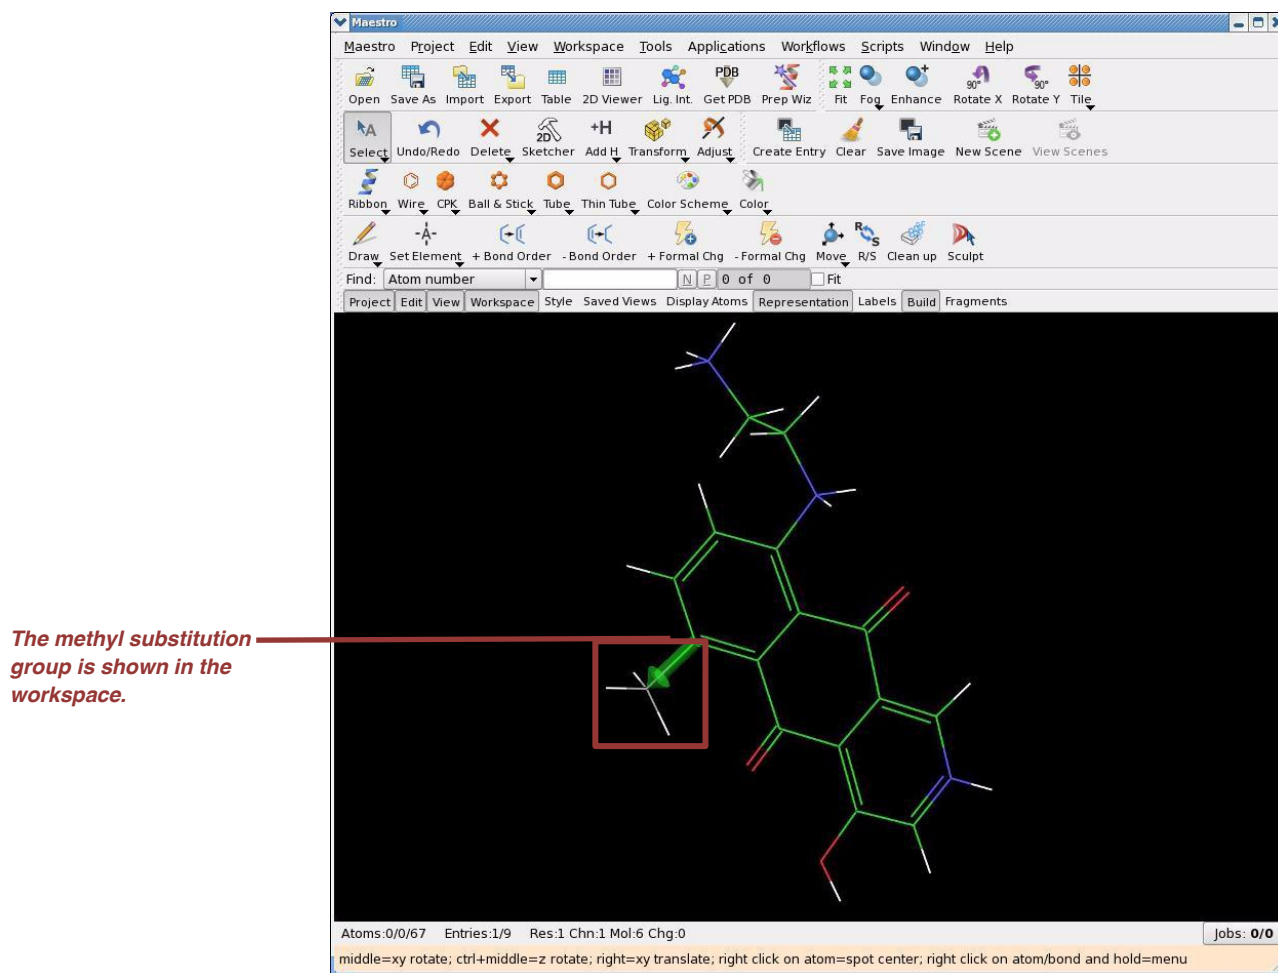 Maestro
Maestro Project Edit View Workspace Tools Applications Workflows Scripts Window Help
PDB 90° 90°
Open Save As Import Export Table 2D Viewer Lig. Int. Get PDB Prep Wiz Fit Fog Enhance Rotate X Rotate Y Tile
A 2D +H
Select Undo/Redo Delete Sketcher Add H Transform Adjust Create Entry Clear Save Image New Scene View Scenes
Ribbon Wire CPK Ball & Stick Tube Thin Tube Color Scheme Color
-A- R S
Draw Set Element + Bond Order - Bond Order + Formal Chg - Formal Chg Move R/S Clean up Sculpt
Find: Atom number N P 0 of 0 Fit
Project Edit View Workspace Style Saved Views Display Atoms Representation Labels Build Fragments
The methyl substitution
group is shown in the
workspace.
Atoms:0/0/67 Entries:1/9 Res:1 Chn:1 Mol:6 Chg:0 Jobs: 0/0
middle=xy rotate; ctrl+middle=z rotate; right=xy translate; right click on atom=spot center; right click on atom/bond and hold=menu